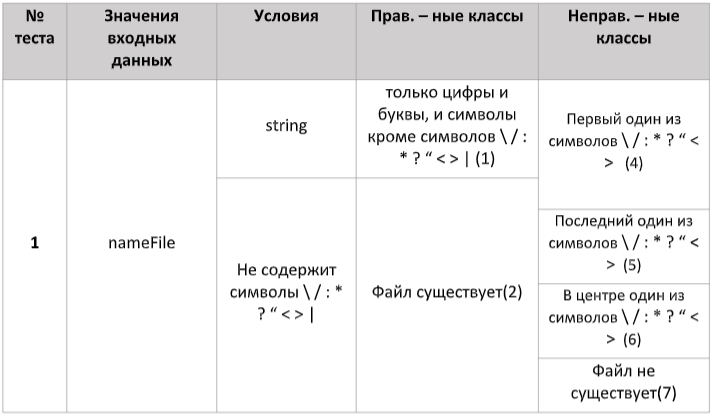 № теста
Значения входных данных
Условия
Прав. – ные классы
Неправ. – ные классы
1
nameFile
string
только цифры и
буквы, и символы
кроме символов \ / :
* ? “ < > | (1)
Первый один из
символов \ / : * ? “ <
> (4)
Не содержит
символы \ / : *
? “ < > |
Файл существует(2)
Последний один из
символов \ / : * ? “ <
> (5)
В центре один из
символов \ / : * ? “ <
> (6)
Файл не
существует(7)